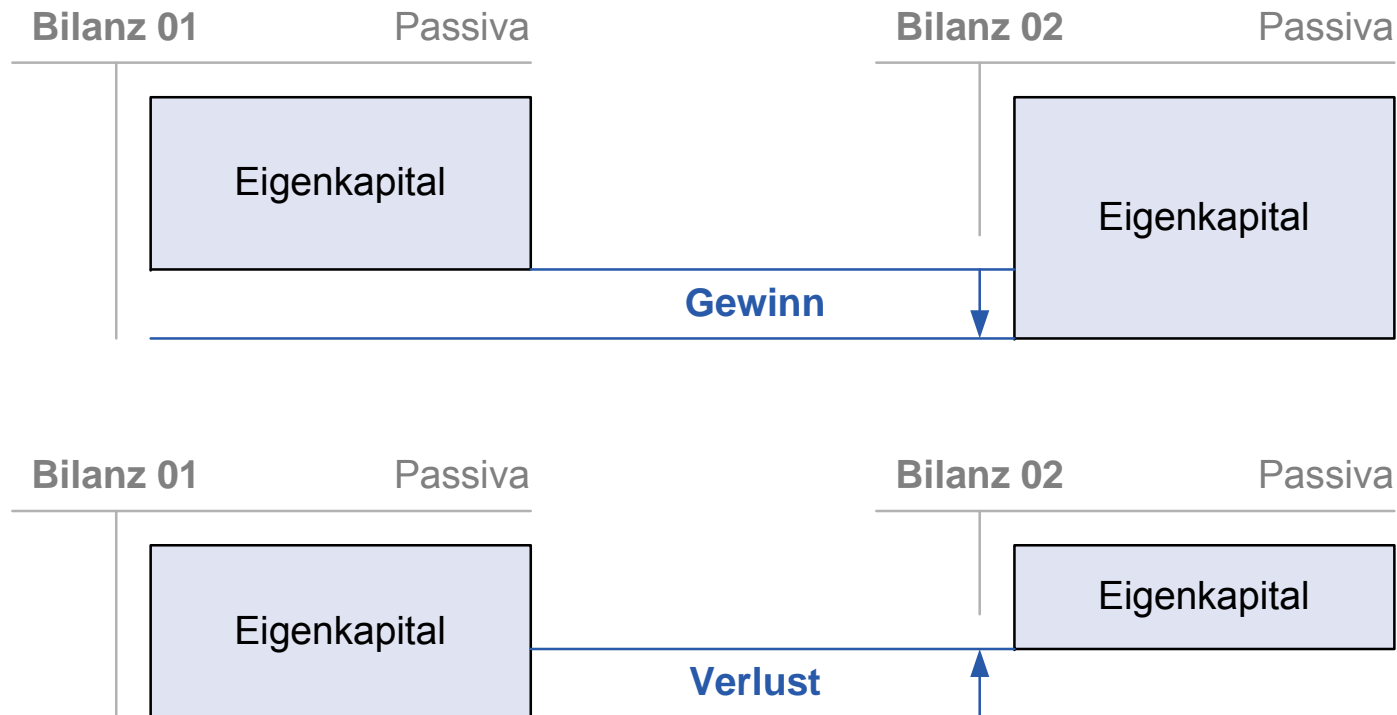 Bilanz 01 Passiva Bilanz 02 Passiva
Eigenkapital
Eigenkapital
Gewinn
Bilanz 01 Passiva Bilanz 02 Passiva
Eigenkapital
Eigenkapital
Verlust